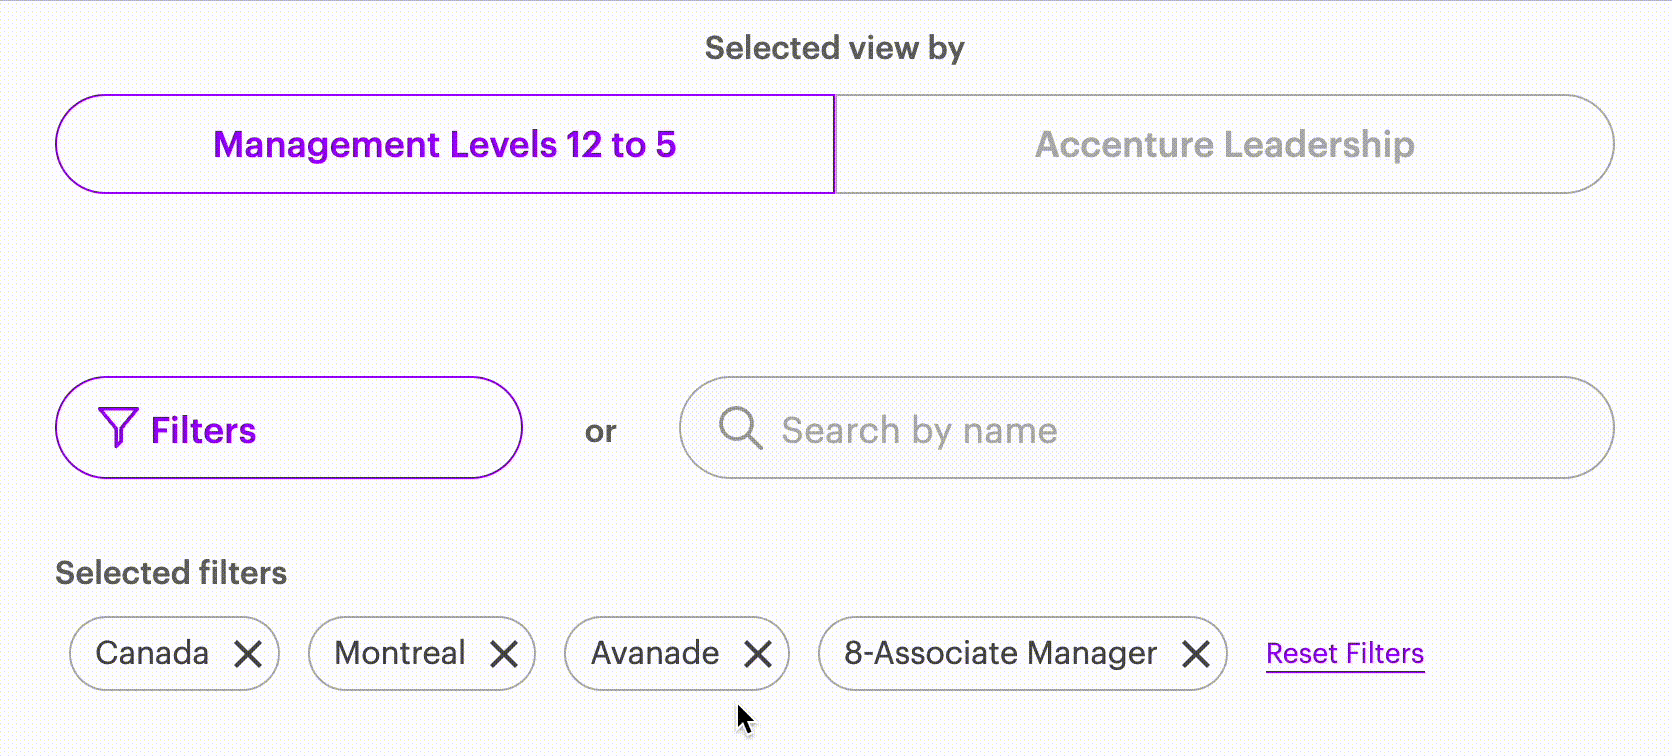 Selected view by
Management Levels 12 to 5
Accenture Leadership
Filters
or
Search by name
Selected filters
Canada
Montreal
Avanade
8-Associate Manager
Reset Filters